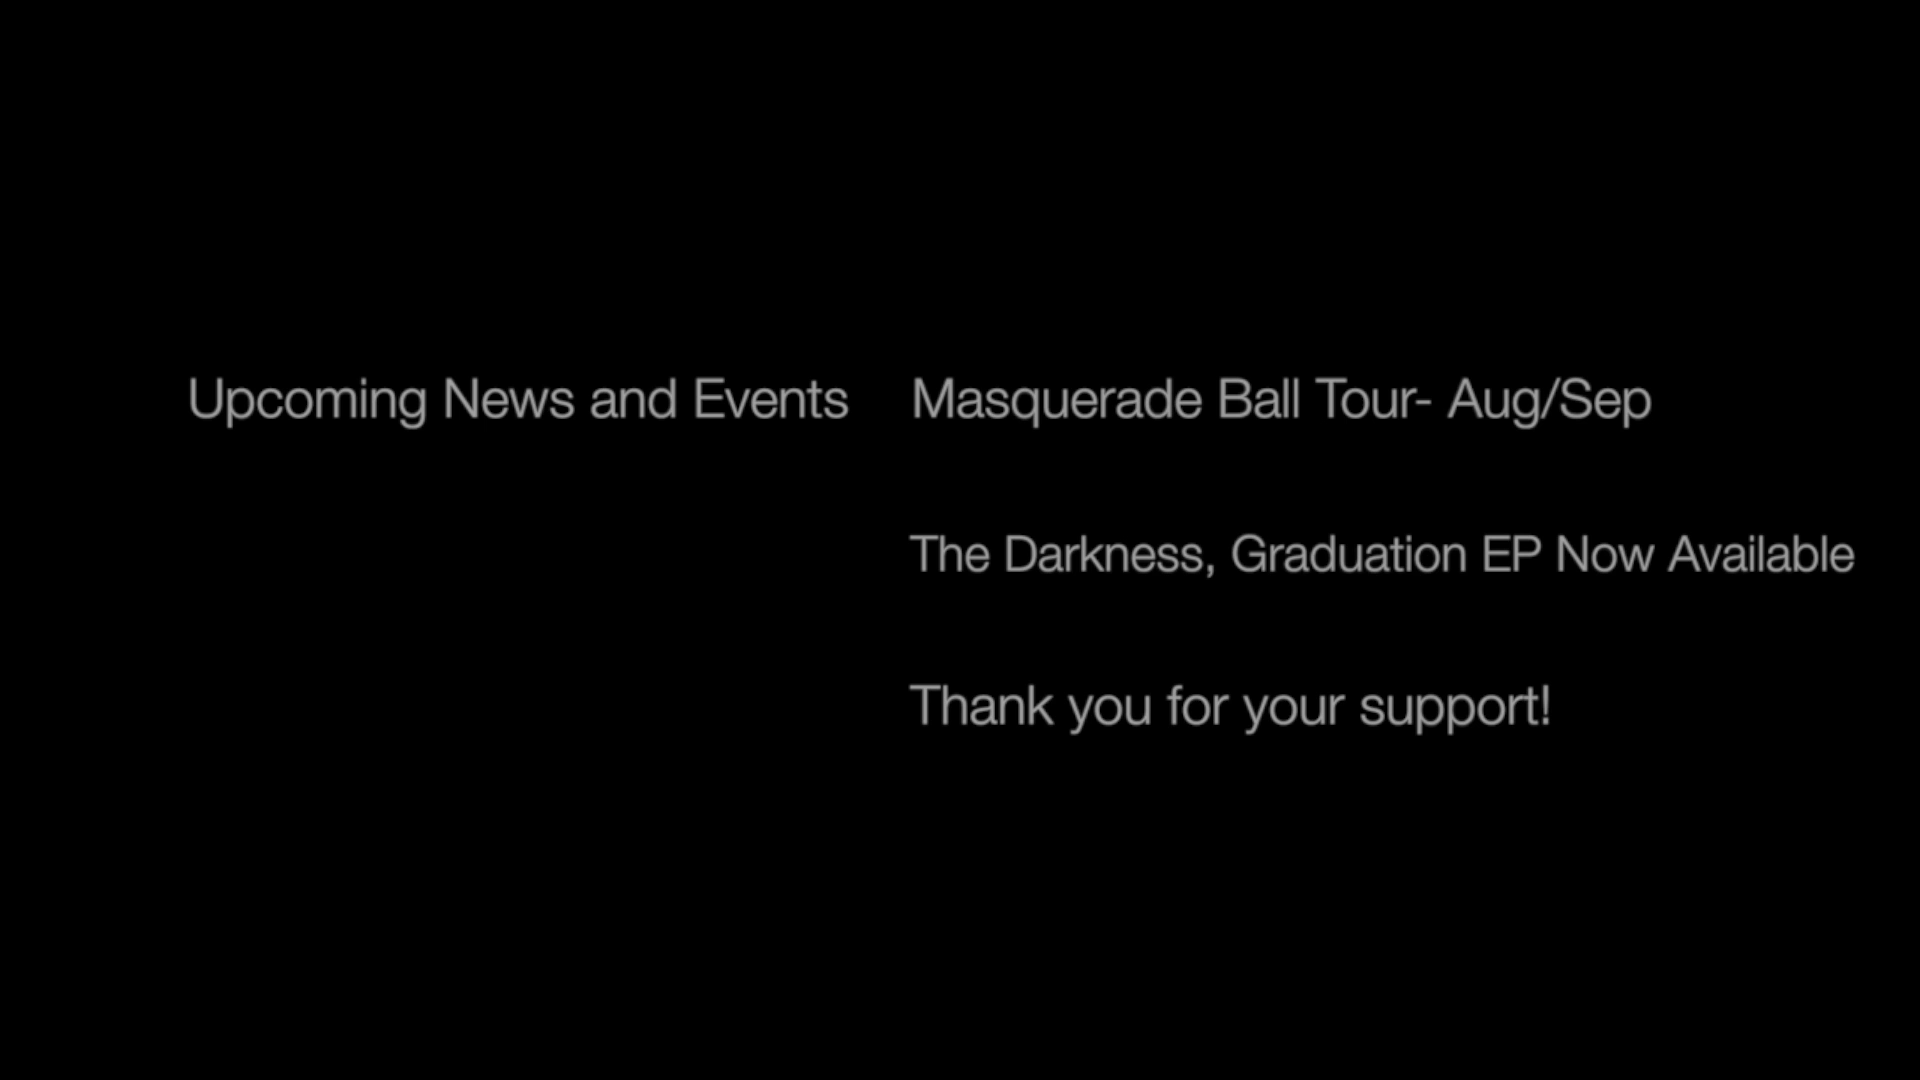 Upcoming News and Events
Masquerade Ball Tour- Aug/Sep
The Darkness, Graduation EP Now Available
Thank you for your support!